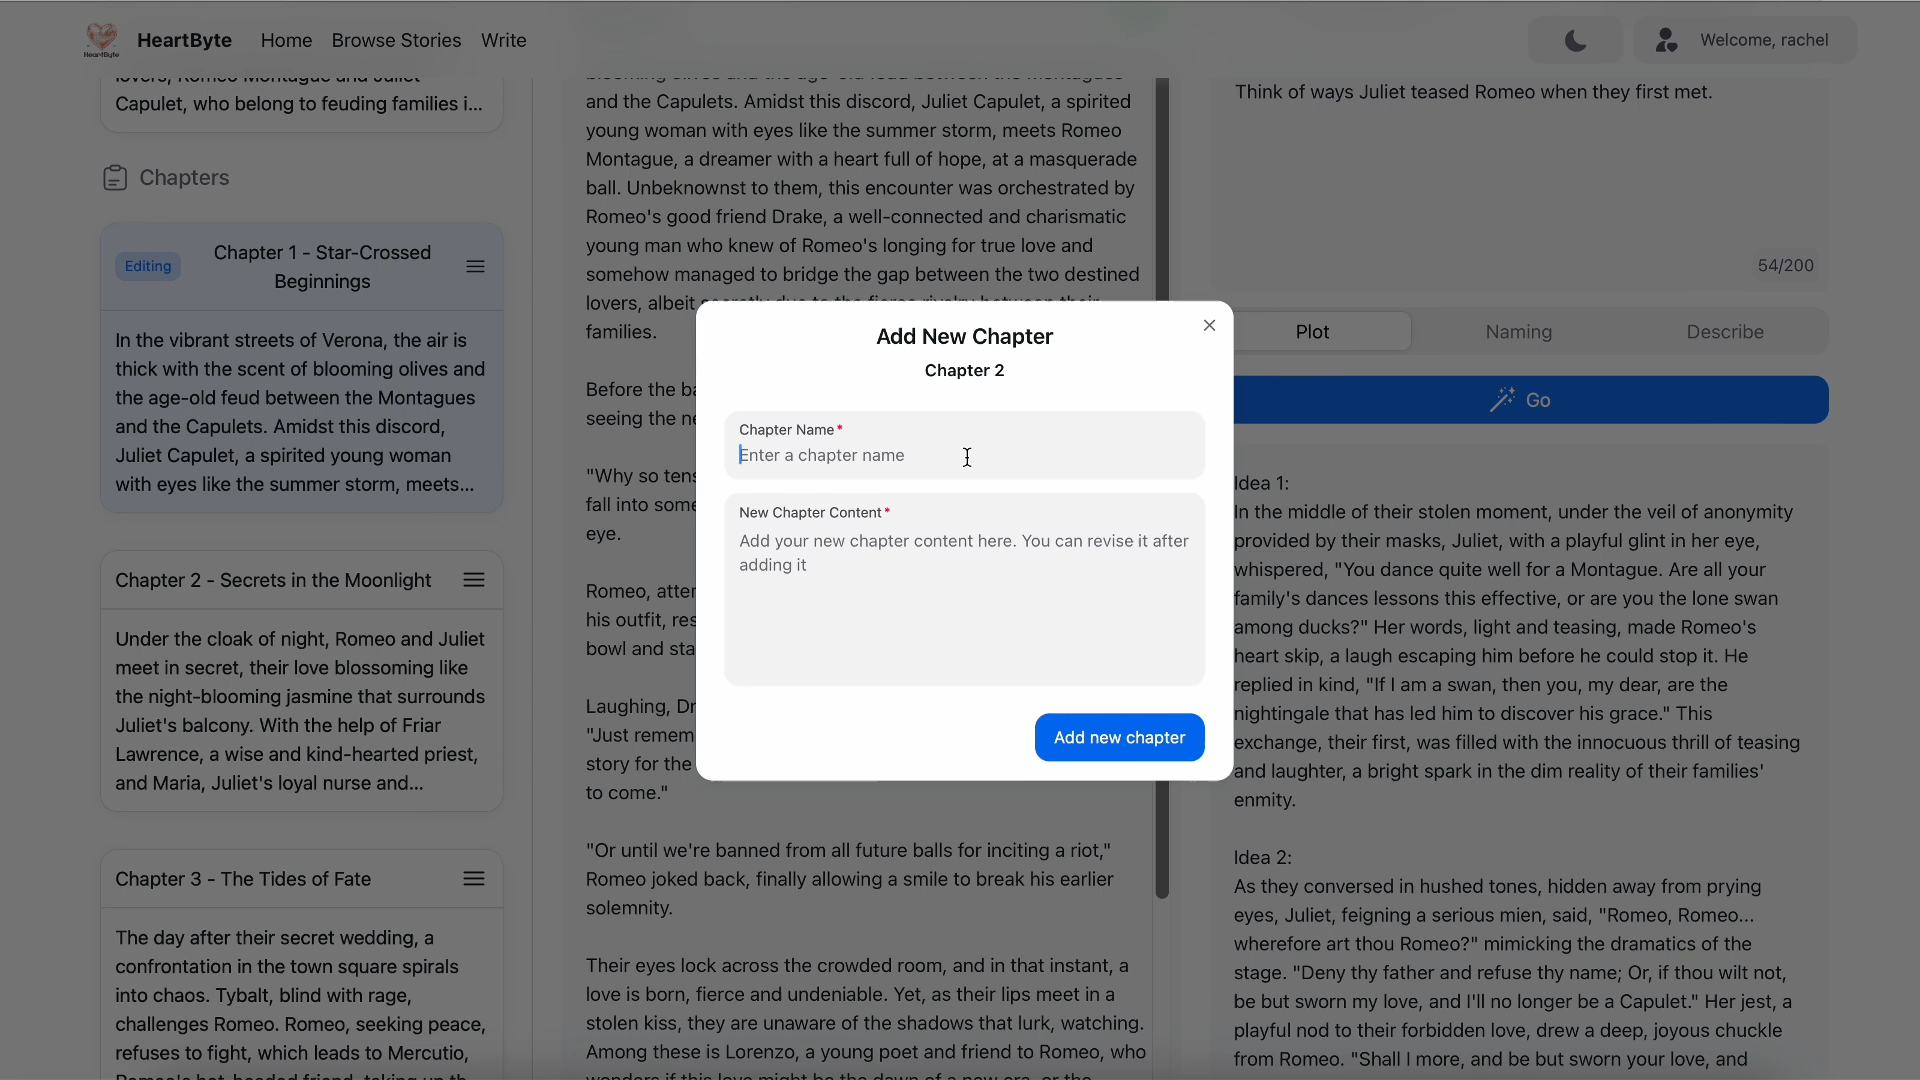 HeartByte
HeartByte Home Browse Stories Write
Welcome, rachel
Capulet, who belong to feuding families i...
Chapters
Editing
Chapter 1 - Star-Crossed
Beginnings
In the vibrant streets of Verona, the air is
thick with the scent of blooming olives and
the age-old feud between the Montagues
and the Capulets. Amidst this discord,
Juliet Capulet, a spirited young woman
with eyes like the summer storm, meets...
Chapter 2 - Secrets in the Moonlight
Under the cloak of night, Romeo and Juliet
meet in secret, their love blossoming like
the night-blooming jasmine that surrounds
Juliet's balcony. With the help of Friar
Lawrence, a wise and kind-hearted priest,
and Maria, Juliet's loyal nurse and...
Chapter 3 - The Tides of Fate
The day after their secret wedding, a
confrontation in the town square spirals
into chaos. Tybalt, blind with rage,
challenges Romeo. Romeo, seeking peace,
refuses to fight, which leads to Mercutio,
and the Capulets. Amidst this discord, Juliet Capulet, a spirited
young woman with eyes like the summer storm, meets Romeo
Montague, a dreamer with a heart full of hope, at a masquerade
ball. Unbeknownst to them, this encounter was orchestrated by
Romeo's good friend Drake, a well-connected and charismatic
young man who knew of Romeo's longing for true love and
somehow managed to bridge the gap between the two destined
lovers, albeit secretly due to the fierce rivalry between their
families.
Before the ba
seeing the ne
"Why so tens
fall into some
eye.
Romeo, atter
his outfit, res
bowl and sta
Laughing, Dr
"Just remem
story for the
to come."
"Or until we're banned from all future balls for inciting a riot,"
Romeo joked back, finally allowing a smile to break his earlier
solemnity.
Their eyes lock across the crowded room, and in that instant, a
love is born, fierce and undeniable. Yet, as their lips meet in a
stolen kiss, they are unaware of the shadows that lurk, watching.
Among these is Lorenzo, a young poet and friend to Romeo, who
Add New Chapter
Chapter 2
Chapter Name*
Enter a chapter name
New Chapter Content*
Add your new chapter content here. You can revise it after
adding it
Add new chapter
Think of ways Juliet teased Romeo when they first met.
54/200
Plot Naming Describe
Go
Idea 1:
In the middle of their stolen moment, under the veil of anonymity
provided by their masks, Juliet, with a playful glint in her eye,
whispered, "You dance quite well for a Montague. Are all your
family's dances lessons this effective, or are you the lone swan
among ducks?" Her words, light and teasing, made Romeo's
heart skip, a laugh escaping him before he could stop it. He
replied in kind, "If I am a swan, then you, my dear, are the
nightingale that has led him to discover his grace." This
exchange, their first, was filled with the innocuous thrill of teasing
and laughter, a bright spark in the dim reality of their families'
enmity.
Idea 2:
As they conversed in hushed tones, hidden away from prying
eyes, Juliet, feigning a serious mien, said, "Romeo, Romeo...
wherefore art thou Romeo?" mimicking the dramatics of the
stage. "Deny thy father and refuse thy name; Or, if thou wilt not,
be but sworn my love, and I'll no longer be a Capulet." Her jest, a
playful nod to their forbidden love, drew a deep, joyous chuckle
from Romeo. "Shall I more, and be but sworn your love, and